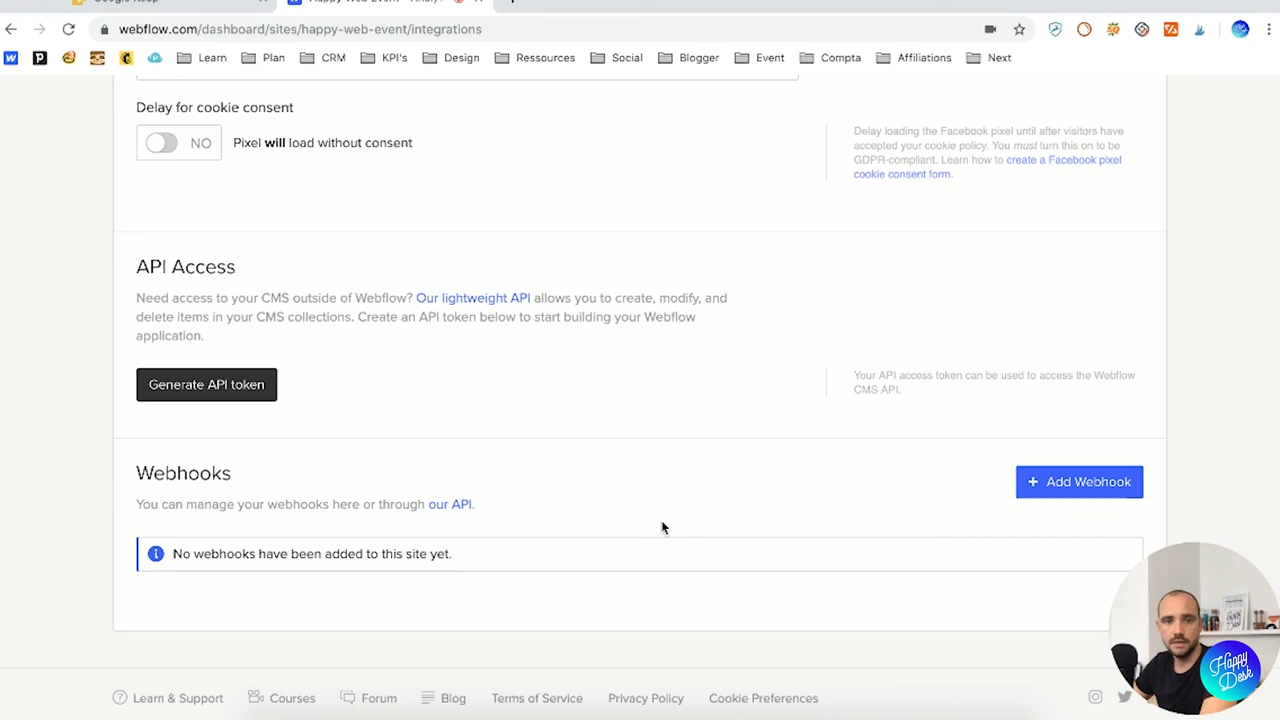 webflow.com/dashboard/sites/happy-web-event/integrations
Learn Plan CRM KPI's Design Ressources Social Blogger Event Compta Affiliations Next
Delay for cookie consent
NO Pixel will load without consent
Delay loading the Facebook pixel until after visitors have
accepted your cookie policy. You must turn this on to be
GDPR-compliant. Learn how to create a Facebook pixel
cookie consent form.
API Access
Need access to your CMS outside of Webflow? Our lightweight API allows you to create, modify, and
delete items in your CMS collections. Create an API token below to start building your Webflow
application.
Generate API token
Your API access token can be used to access the Webflow
CMS API.
Webhooks
+ Add Webhook
You can manage your webhooks here or through our API.
No webhooks have been added to this site yet.
Happy
Desk
Learn & Support Courses Forum Blog Terms of Service Privacy Policy Cookie Preferences